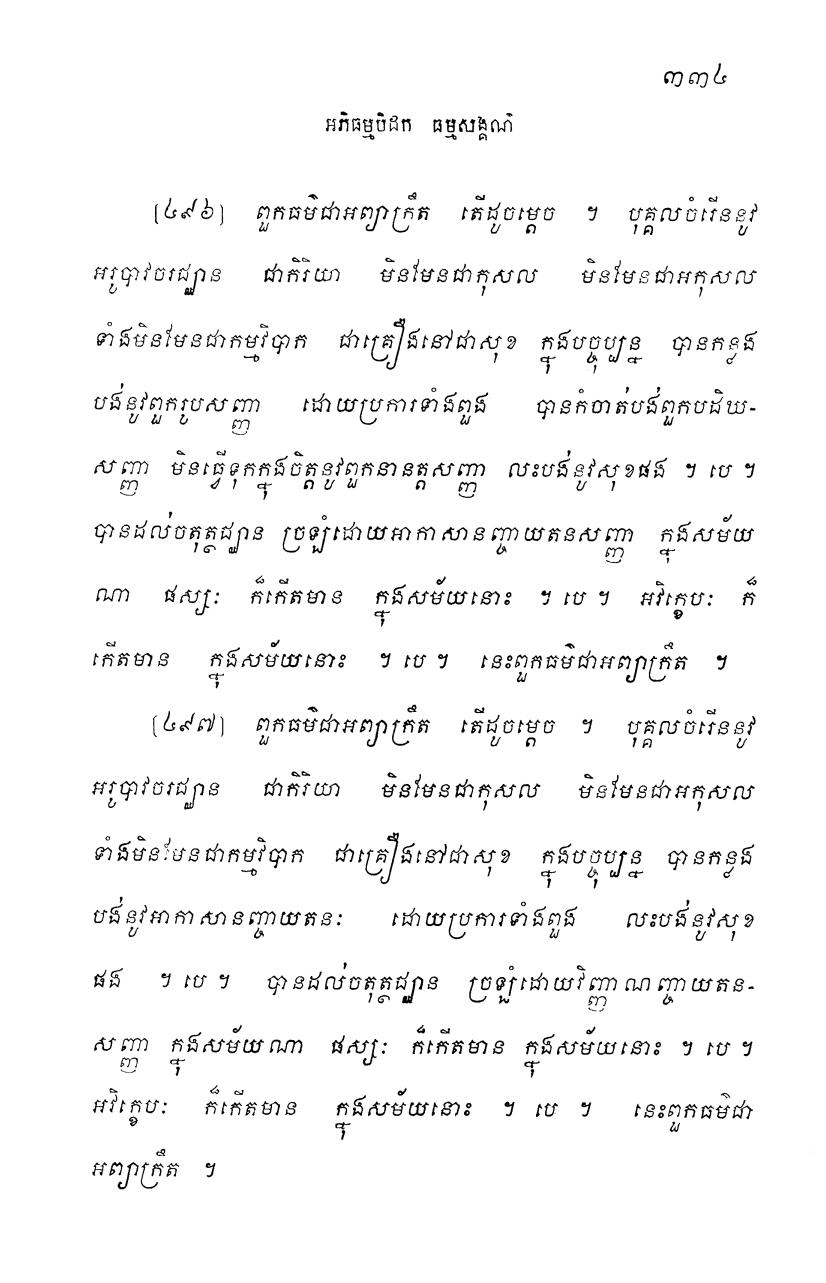 ៣៣៤
អភិធម្មបិដក ធម្មសង្គណី
(៤៩៦) ពួកធម៌ជាអព្យាក្រឹត តើដូចម្តេច ។ បុគ្គលចំរើននូវ
អរូបាវចរជ្ឈាន ជាកិរិយា មិនមែនជាកុសល មិនមែនជាអកុសល
ទាំងមិនមែនជាកម្មវិបាក ជាគ្រឿងនៅជាសុខ ក្នុងបច្ចុប្បន្ន បានកន្លង
បង់នូវពួករូបសញ្ញា ដោយប្រការទាំងពួង បានកំចាត់បង់ពួកបដិឃ-
សញ្ញា មិនធ្វើទុកក្នុងចិត្តនូវពួកនានត្តសញ្ញា លះបង់នូវសុខផង ។ បេ ។
បានដល់ចតុត្ថជ្ឈាន ច្រឡំដោយអាកាសានញ្ចាយតនសញ្ញា ក្នុងសម័យ
ណា ផស្សៈ ក៏កើតមាន ក្នុងសម័យនោះ ។ បេ ។ អវិក្ខេបៈ ក៏
កើតមាន ក្នុងសម័យនោះ ។ បេ ។ នេះពួកធម៌ជាអព្យាក្រឹត ។
(៤៩៧) ពួកធម៌ជាអព្យាក្រឹត តើដូចម្តេច ។ បុគ្គលចំរើននូវ
អរូបាវចរជ្ឈាន ជាកិរិយា មិនមែនជាកុសល មិនមែនជាអកុសល
ទាំងមិនមែនជាកម្មវិបាក ជាគ្រឿងនៅជាសុខ ក្នុងបច្ចុប្បន្ន បានកន្លង
បង់នូវអាកាសានញ្ចាយតនៈ ដោយប្រការទាំងពួង លះបង់នូវសុខ
ផង ។ បេ ។ បានដល់ចតុត្ថជ្ឈាន ច្រឡំដោយវិញ្ញាណញ្ចាយតន-
សញ្ញា ក្នុងសម័យណា ផស្សៈ ក៏កើតមាន ក្នុងសម័យនោះ ។ បេ ។
អវិក្ខេបៈ ក៏កើតមាន ក្នុងសម័យនោះ ។ បេ ។ នេះពួកធម៌ជា
អព្យាក្រឹត ។